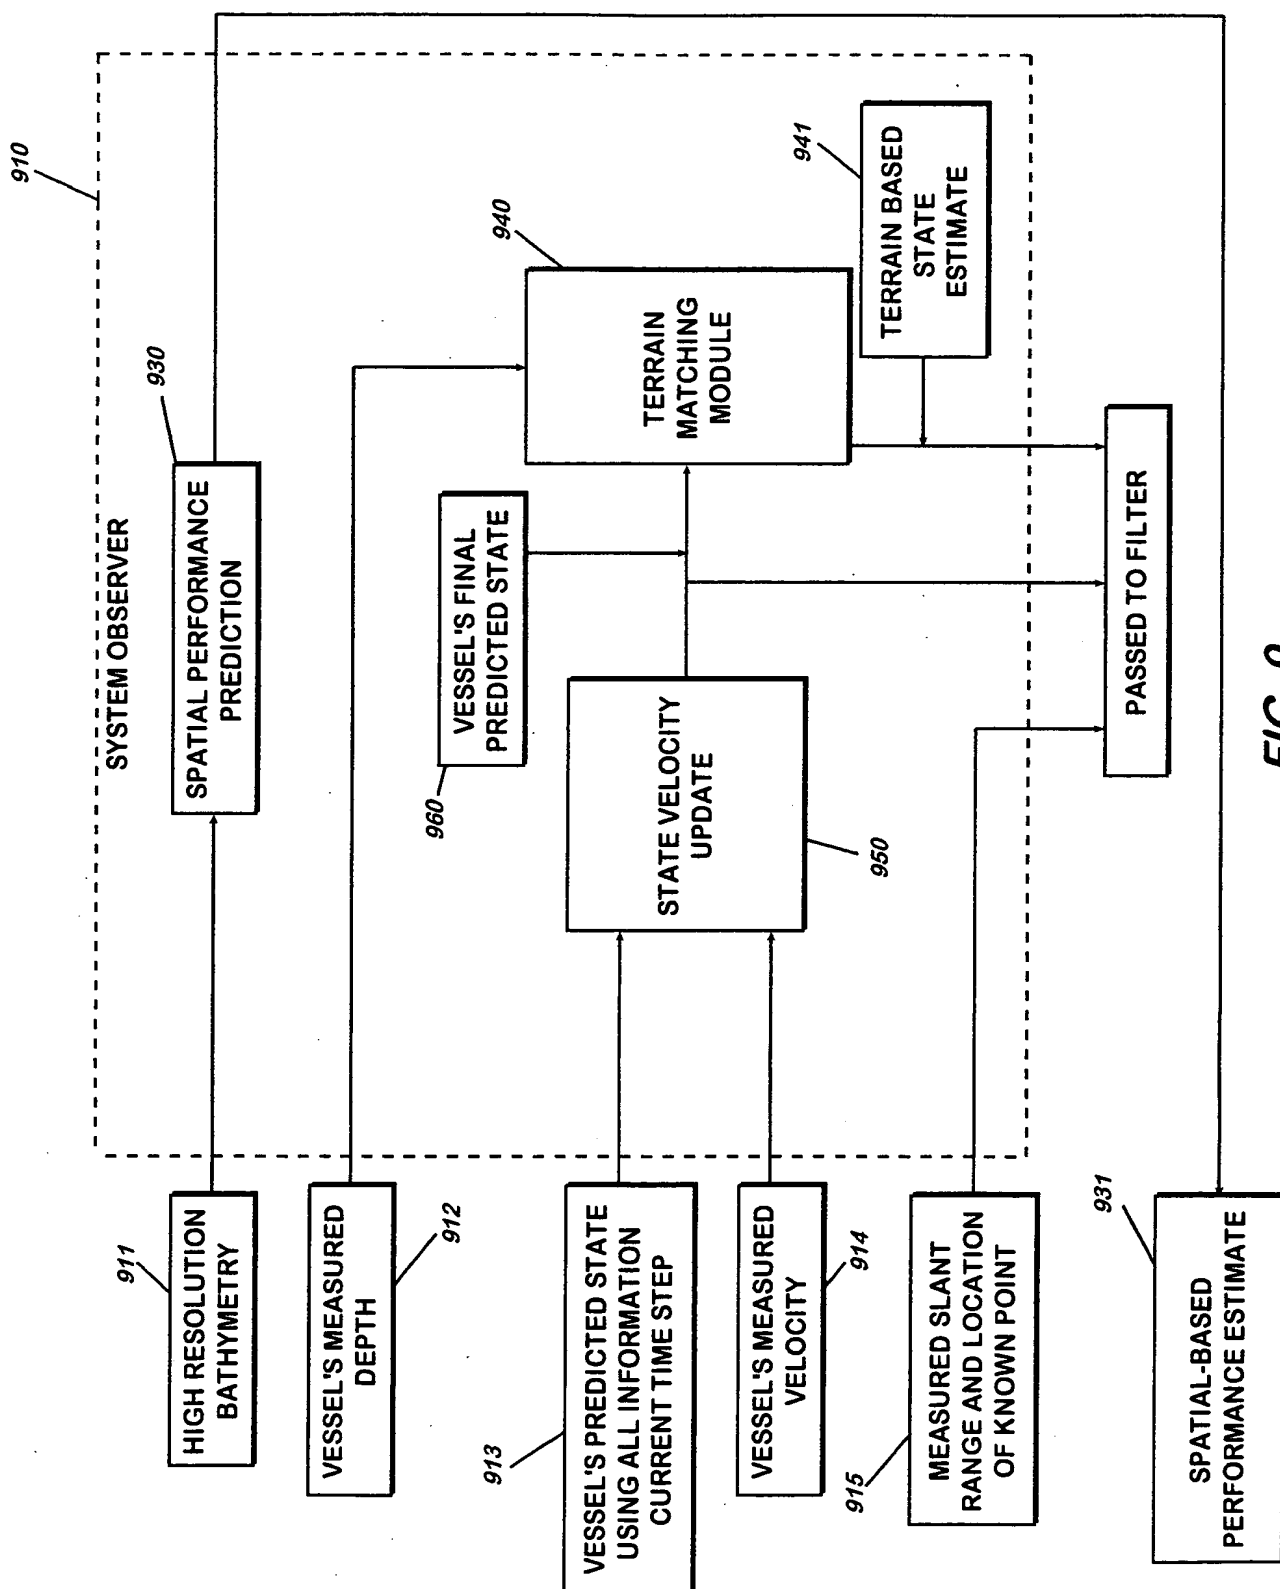 910
SYSTEM OBSERVER
911
HIGH RESOLUTION
BATHYMETRY
930
SPATIAL PERFORMANCE
PREDICTION
VESSEL'S MEASURED
DEPTH
912
960
VESSEL'S FINAL
PREDICTED STATE
940
TERRAIN
MATCHING
MODULE
913
VESSEL'S PREDICTED STATE
USING ALL INFORMATION
CURRENT TIME STEP
STATE VELOCITY
UPDATE
950
941
TERRAIN BASED
STATE
ESTIMATE
VESSEL'S MEASURED
VELOCITY
914
915
MEASURED SLANT
RANGE AND LOCATION
OF KNOWN POINT
PASSED TO FILTER
931
SPATIAL-BASED
PERFORMANCE ESTIMATE
FIG. 9